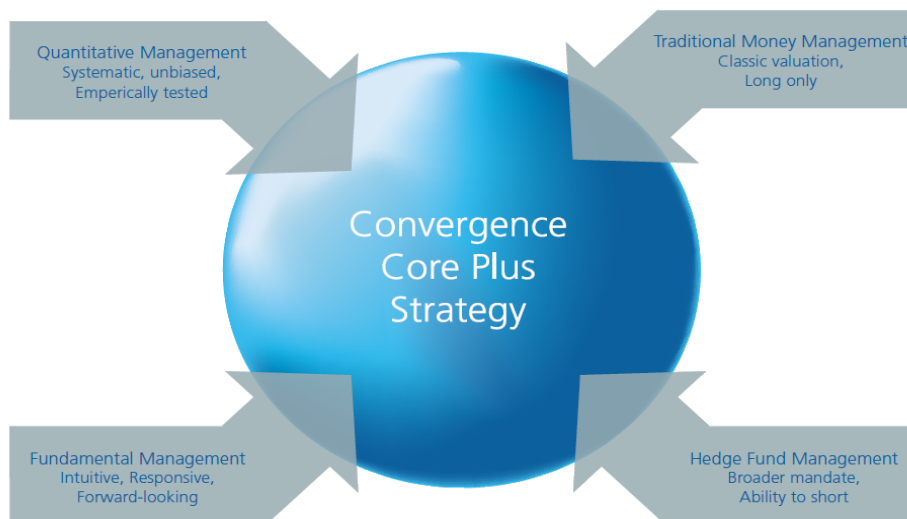 Quantitative Management
Systematic, unbiased,
Emperically tested
Traditional Money Management
Classic valuation,
Long only
Convergence
Core Plus
Strategy
Fundamental Management
Intuitive, Responsive,
Forward-looking
Hedge Fund Management
Broader mandate,
Ability to short